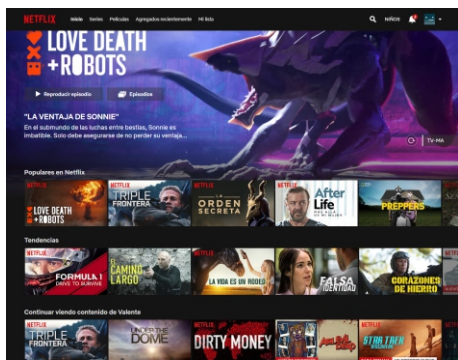 NETFLIX Inicio Series Películas Agregados recientemente Mi lista NIÑOS
LOVE DEATH
+ROBOTS
Reproducir episodio Episodios
"LA VENTAJA DE SONNIE"
En el submundo de las luchas entre bestias, Sonnie es
imbatible. Solo debe asegurarse de no perder su ventaja...
TV-MA
Populares en Netflix
NETFLIX
LOVE DEATH
+ROBOTS
NETFLIX
TRIPLE
FRONTERA
NETFLIX
LA
ORDEN
SECRETA
NETFLIX
After
Life
PREPPERS
Tendencias
NETFLIX
FORMULA 1
DRIVE TO SURVIVE
EL
CAMINO
LARGO
NETFLIX
LA VIDA ES UN RODEO
FALSA
IDENTIDAD
NETFLIX
CORAZONES
DE HIERRO
Continuar viendo contenido de Valente
NETFLIX
TRIPLE
FRONTERA
UNDER THE
DOME
NETFLIX
DIRTY MONEY
NETFLIX
STAR TREK